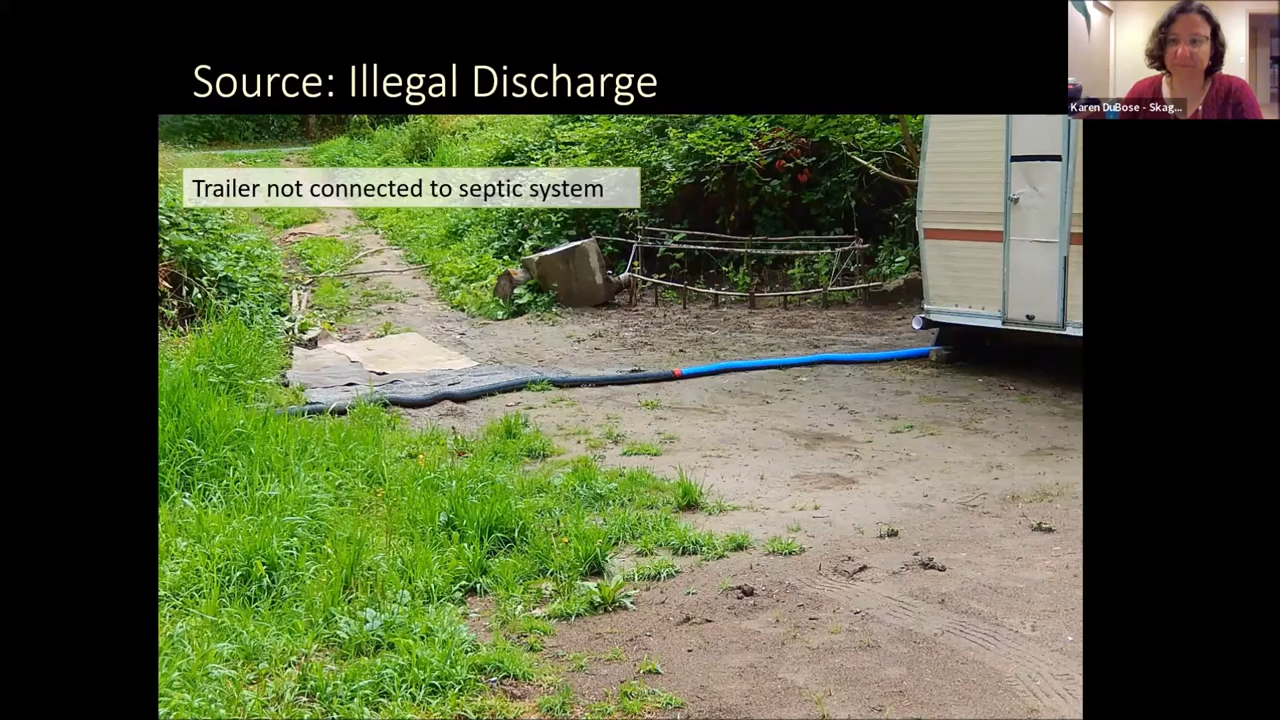 Source: Illegal Discharge
Karen DuBose - Skag...
Trailer not connected to septic system